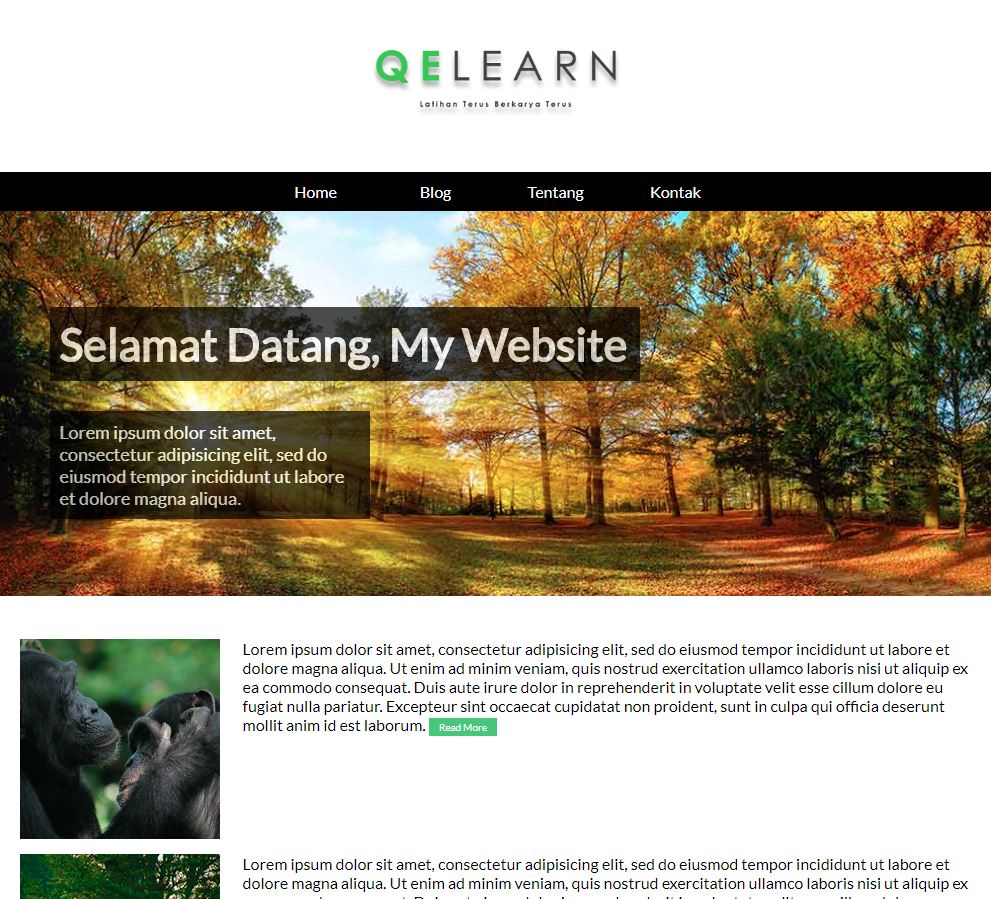 QELEARN
Latihan Terus Berkarya Terus
Home Blog Tentang Kontak
Selamat Datang, My Website
Lorem ipsum dolor sit amet,
consectetur adipisicing elit, sed do
eiusmod tempor incididunt ut labore
et dolore magna aliqua.
Lorem ipsum dolor sit amet, consectetur adipisicing elit, sed do eiusmod tempor incididunt ut labore et
dolore magna aliqua. Ut enim ad minim veniam, quis nostrud exercitation ullamco laboris nisi ut aliquip ex
ea commodo consequat. Duis aute irure dolor in reprehenderit in voluptate velit esse cillum dolore eu
fugiat nulla pariatur. Excepteur sint occaecat cupidatat non proident, sunt in culpa qui officia deserunt
mollit anim id est laborum. Read More
Lorem ipsum dolor sit amet, consectetur adipisicing elit, sed do eiusmod tempor incididunt ut labore et
dolore magna aliqua. Ut enim ad minim veniam, quis nostrud exercitation ullamco laboris nisi ut aliquip ex